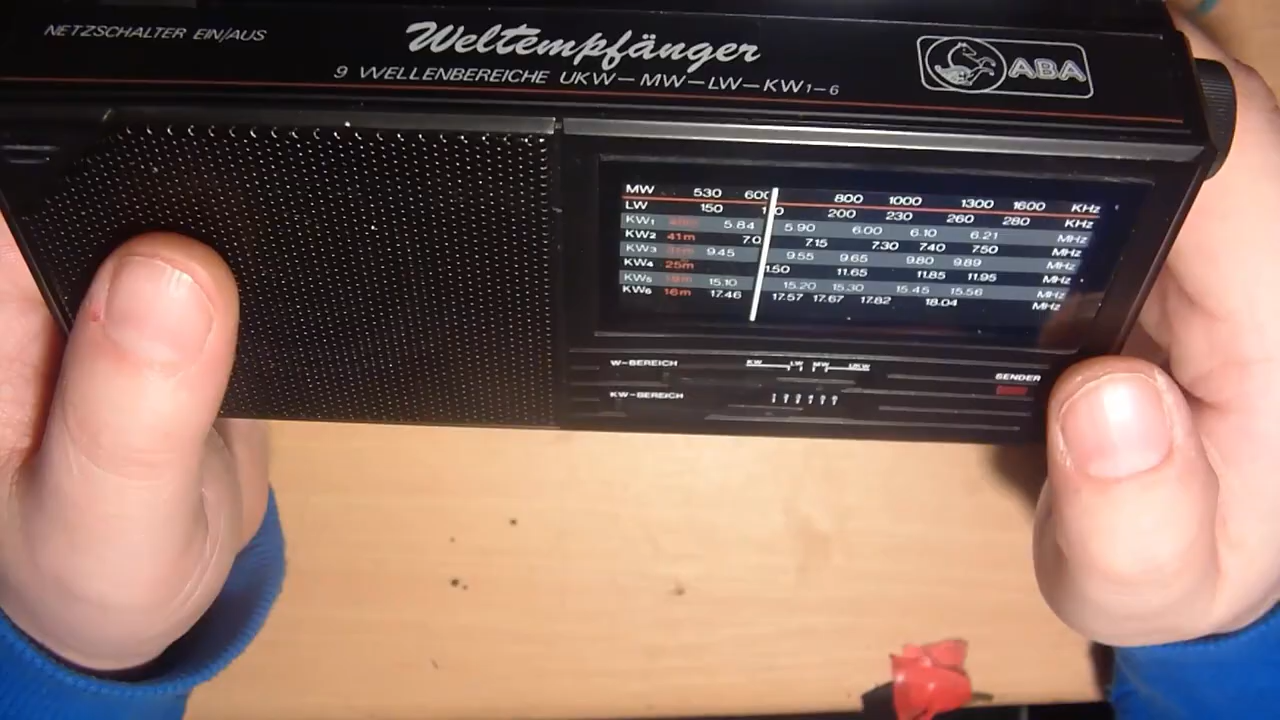 NETZSCHALTER EIN/AUS
Weltempfänger
9 WELLENBEREICHE UKW-MW-LW-KW1-6
ABA
MW 530 600 800 1000 1300 1600 KHz
LW 150 200 230 260 280 KHz
KW1 5.84 5.90 6.00 6.10 6.21 MHz
KW2 41m 7.15 7.30 7.40 7.50 MHz
KW3 9.45 9.55 9.65 9.80 9.89 MHz
KW4 25m 11.65 11.85 11.95 MHz
KW5 19m 15.10 15.20 15.30 15.45 15.56 MHz
KW6 16m 17.46 17.57 17.67 17.82 18.04 MHz
W-BEREICH KW LW MW UKW
SENDER
KW-BEREICH